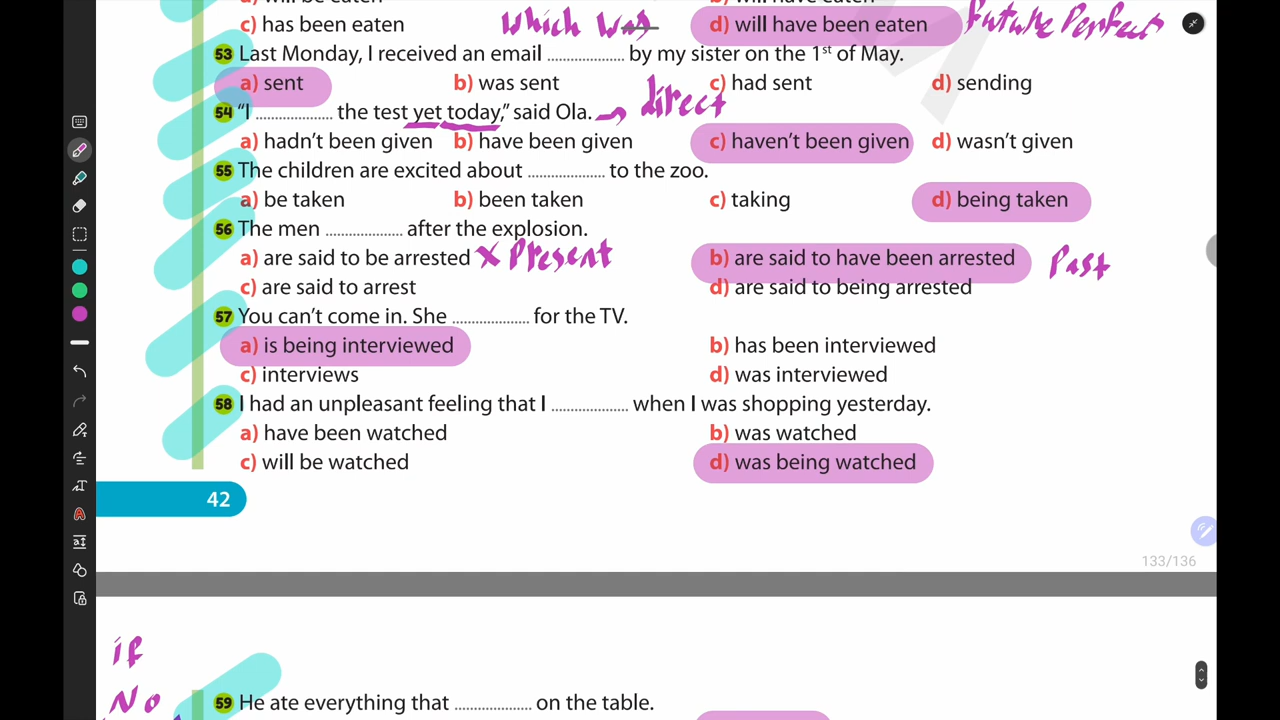 c) has been eaten which was d) will have been eaten Future Perfect
53 Last Monday, I received an email .................... by my sister on the 1st of May.
a) sent b) was sent c) had sent d) sending
54 "I .................... the test yet today," said Ola. → direct
a) hadn't been given b) have been given c) haven't been given d) wasn't given
55 The children are excited about .................... to the zoo.
a) be taken b) been taken c) taking d) being taken
56 The men .................... after the explosion.
a) are said to be arrested x Present b) are said to have been arrested Past
c) are said to arrest d) are said to being arrested
57 You can't come in. She .................... for the TV.
a) is being interviewed b) has been interviewed
c) interviews d) was interviewed
58 I had an unpleasant feeling that I .................... when I was shopping yesterday.
a) have been watched b) was watched
c) will be watched d) was being watched
42
133/136
if
No
59 He ate everything that .................... on the table.